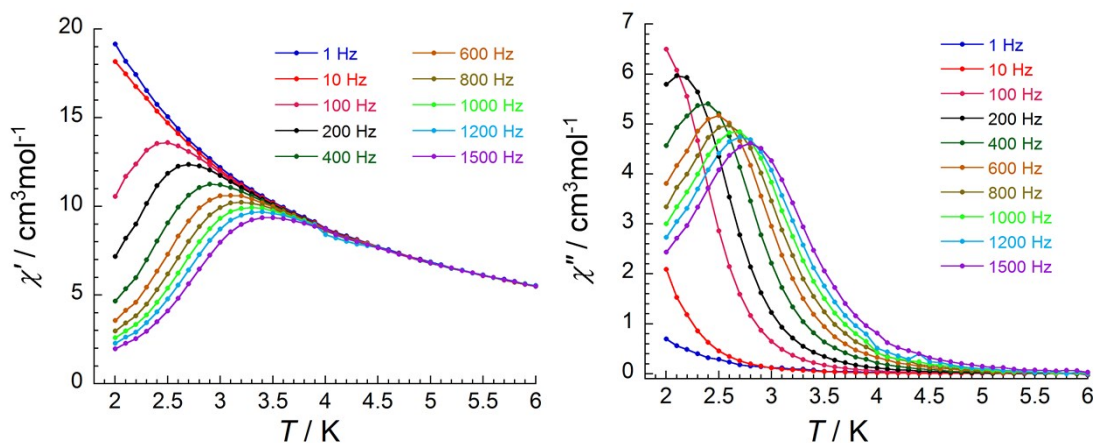 20
15
10
5
0
χ′ / cm³mol⁻¹
1 Hz
10 Hz
100 Hz
200 Hz
400 Hz
600 Hz
800 Hz
1000 Hz
1200 Hz
1500 Hz
2 2.5 3 3.5 4 4.5 5 5.5 6
T / K
7
6
5
4
3
2
1
0
χ″ / cm³mol⁻¹
1 Hz
10 Hz
100 Hz
200 Hz
400 Hz
600 Hz
800 Hz
1000 Hz
1200 Hz
1500 Hz
2 2.5 3 3.5 4 4.5 5 5.5 6
T / K